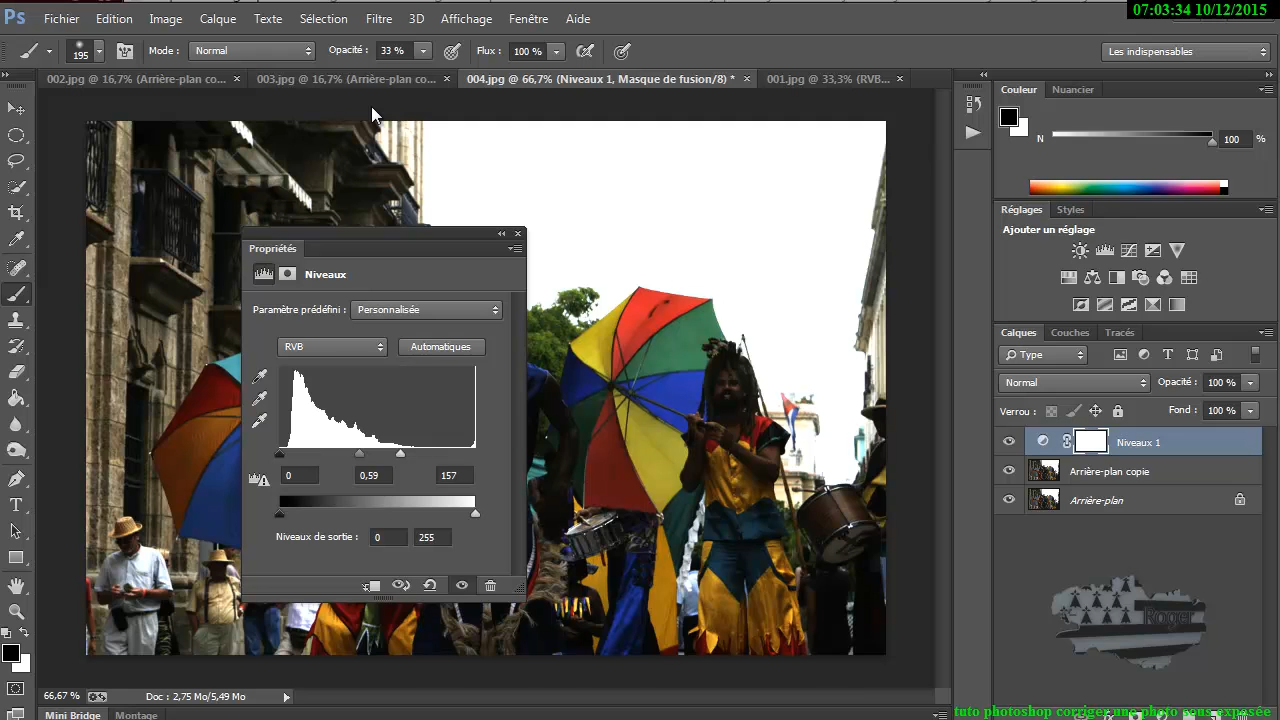 07:03:34 10/12/2015
Ps Fichier Edition Image Calque Texte Sélection Filtre 3D Affichage Fenêtre Aide
195 Mode : Normal Opacité : 33 % Flux : 100 % Les indispensables
002.jpg @ 16,7% (Arrière-plan co... × 003.jpg @ 16,7% (Arrière-plan co... × 004.jpg @ 66,7% (Niveaux 1, Masque de fusion/8) * × 001.jpg @ 33,3% (RVB... ×
Couleur Nuancier
N 100 %
Réglages Styles
Ajouter un réglage
Propriétés
Niveaux
Paramètre prédéfini : Personnalisée
RVB Automatiques
0 0,59 157
Niveaux de sortie : 0 255
Calques Couches Tracés
Type
Normal Opacité : 100 %
Verrou : Fond : 100 %
Niveaux 1
Arrière-plan copie
Arrière-plan
Roger
66,67 % Doc : 2,75 Mo/5,49 Mo
Mini Bridge Montage
tuto photoshop corriger une photo sous exposée